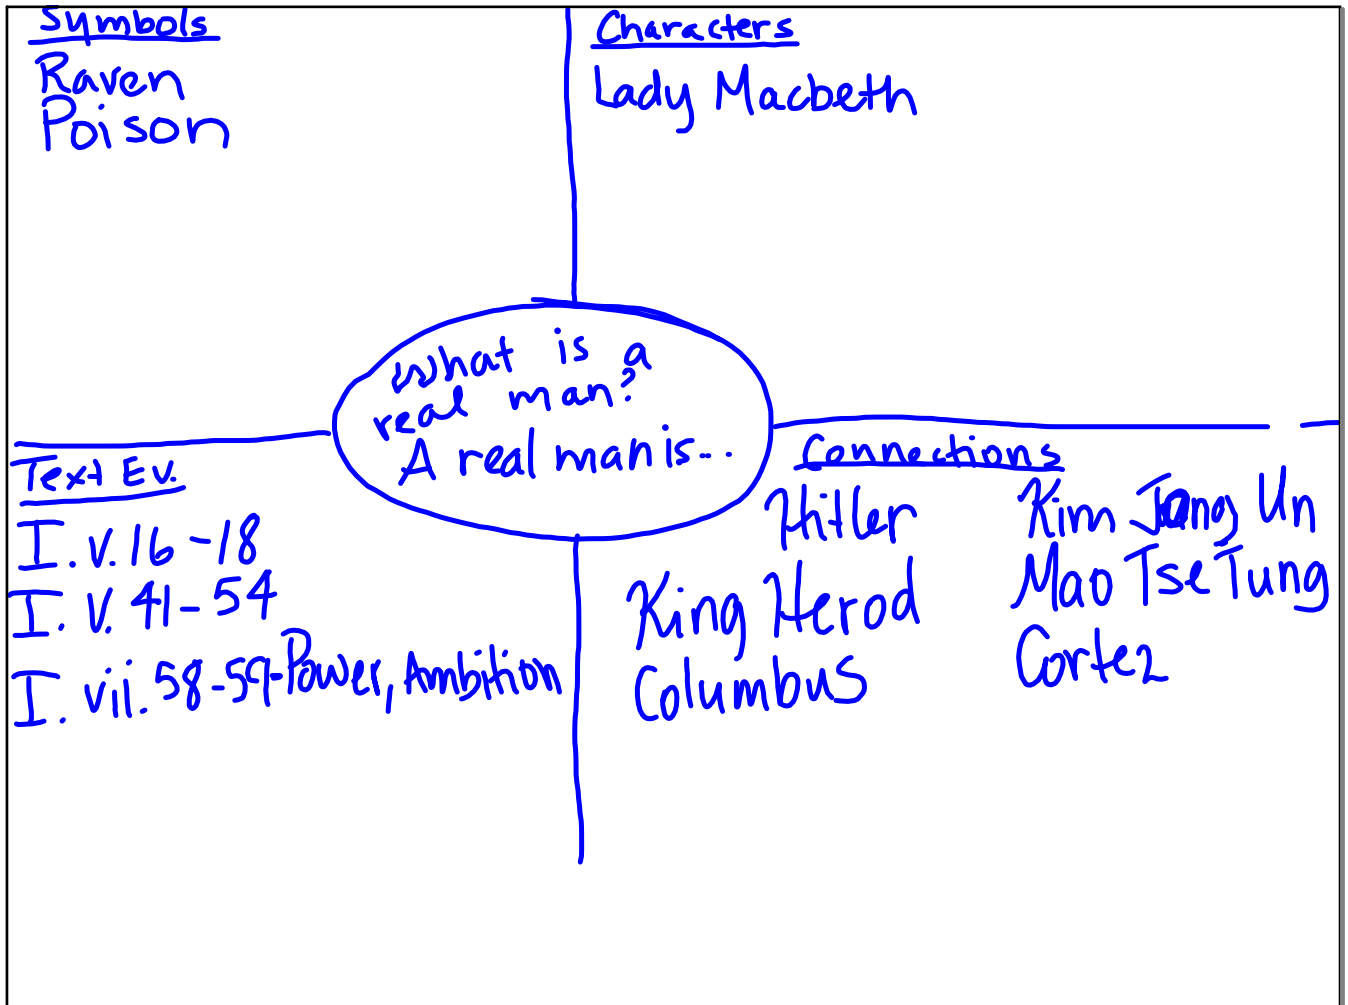 Symbols
Raven
Poison
Characters
Lady Macbeth
What is a
real man?
A real man is...
Text Ev.
I. v. 16-18
I. v. 41-54
I. vii. 58-59-Power, Ambition
Connections
Hitler
King Herod
Columbus
Kim Jong Un
Mao Tse Tung
Cortez